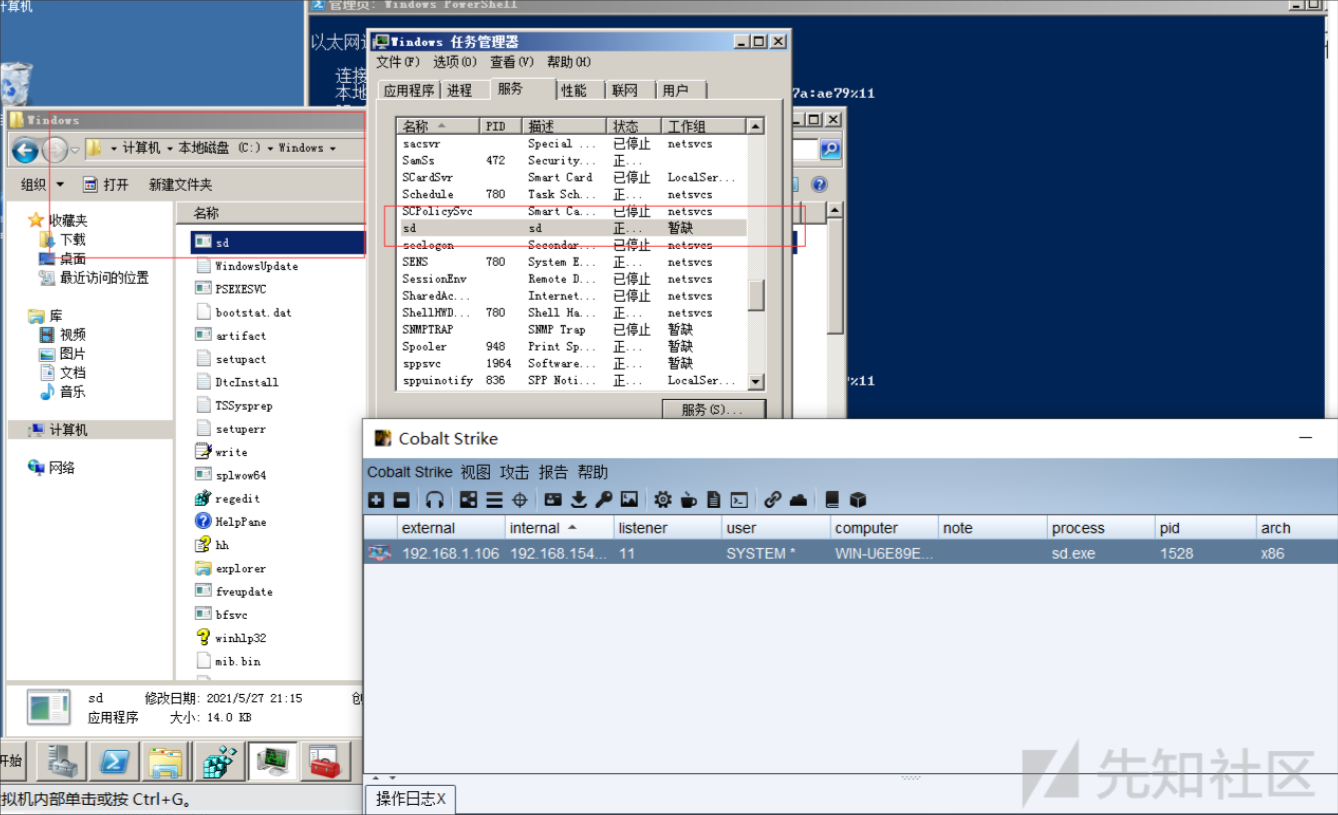 计算机
管理员: Windows PowerShell
以太网
连接
本地
7a:ae79%11
%11
Windows 任务管理器
文件(F) 选项(O) 查看(V) 帮助(H)
应用程序 进程 服务 性能 联网 用户
名称 PID 描述 状态 工作组
sacsvr Special ... 已停止 netsvcs
SamSs 472 Security... 正...
SCardSvr Smart Card 已停止 LocalSer...
Schedule 780 Task Sch... 正... netsvcs
SCPolicySvc Smart Ca... 已停止 netsvcs
sd sd 正... 暂缺
seclogon Secondar... 已停止 netsvcs
SENS 780 System E... 正... netsvcs
SessionEnv Remote D... 已停止 netsvcs
SharedAc... Internet... 已停止 netsvcs
ShellHWD... 780 Shell Ha... 正... netsvcs
SNMPTRAP SNMP Trap 已停止 暂缺
Spooler 948 Print Sp... 正... 暂缺
sppsvc 1964 Software... 正... 暂缺
sppuinotify 836 SPP Noti... 正... LocalSer...
服务(S)...
Windows
计算机 本地磁盘 (C:) Windows
组织 打开 新建文件夹
收藏夹
下载
桌面
最近访问的位置
库
视频
图片
文档
音乐
计算机
网络
名称
sd
WindowsUpdate
PSEXESVC
bootstat.dat
artifact
setupact
DtcInstall
TSSysprep
setuperr
write
splwow64
regedit
HelpPane
hh
explorer
fveupdate
bfsvc
winhlp32
mib.bin
sd 修改日期: 2021/5/27 21:15
应用程序 大小: 14.0 KB
开始
拟机内部单击或按 Ctrl+G。
Cobalt Strike
Cobalt Strike 视图 攻击 报告 帮助
external internal listener user computer note process pid arch
192.168.1.106 192.168.154... 11 SYSTEM * WIN-U6E89E... sd.exe 1528 x86
操作日志X
先知社区